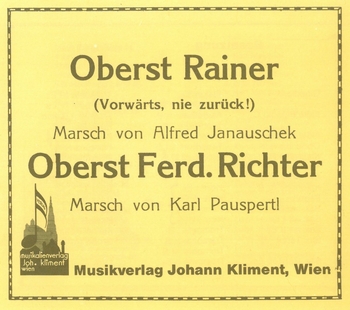 Oberst Rainer
(Vorwärts, nie zurück!)
Marsch von Alfred Janauschek
Oberst Ferd. Richter
Marsch von Karl Pauspertl
musikalienverlag
joh. kliment
wien
Musikverlag Johann Kliment, Wien